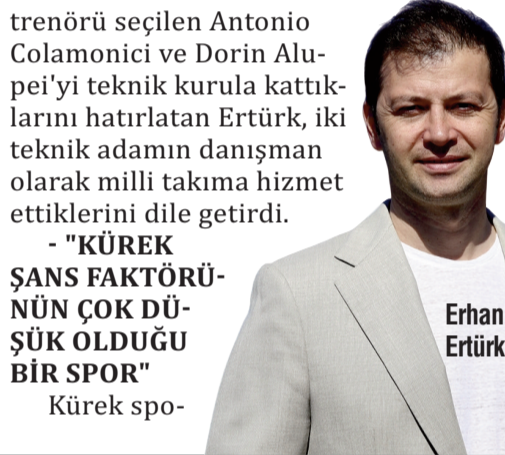 trenörü seçilen Antonio
Colamonici ve Dorin Alu-
pei'yi teknik kurula kattık-
larını hatırlatan Ertürk, iki
teknik adamın danışman
olarak milli takıma hizmet
ettiklerini dile getirdi.
- "KÜREK
ŞANS FAKTÖRÜ-
NÜN ÇOK DÜ-
ŞÜK OLDUĞU
BİR SPOR"
Kürek spo-
Erhan
Ertürk